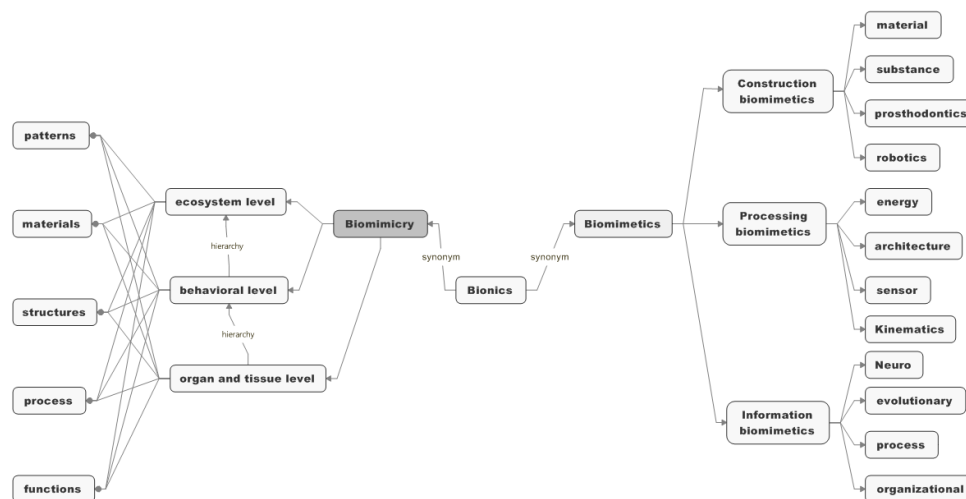 material
substance
prosthodontics
robotics
Construction
biomimetics
patterns
materials
structures
process
functions
ecosystem level
hierarchy
behavioral level
hierarchy
organ and tissue level
Biomimicry
synonym
Bionics
synonym
Biomimetics
Processing
biomimetics
energy
architecture
sensor
Kinematics
Information
biomimetics
Neuro
evolutionary
process
organizational